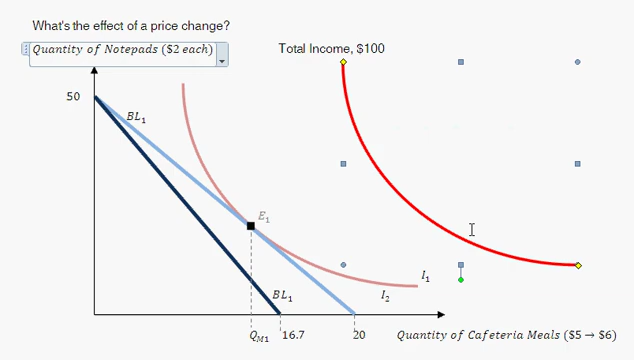 What's the effect of a price change?
Quantity of Notepads ($2 each)
Total Income, $100
50
BL₁
E₁
I₁
BL₁
I₂
Q_M1
16.7
20
Quantity of Cafeteria Meals ($5 → $6)